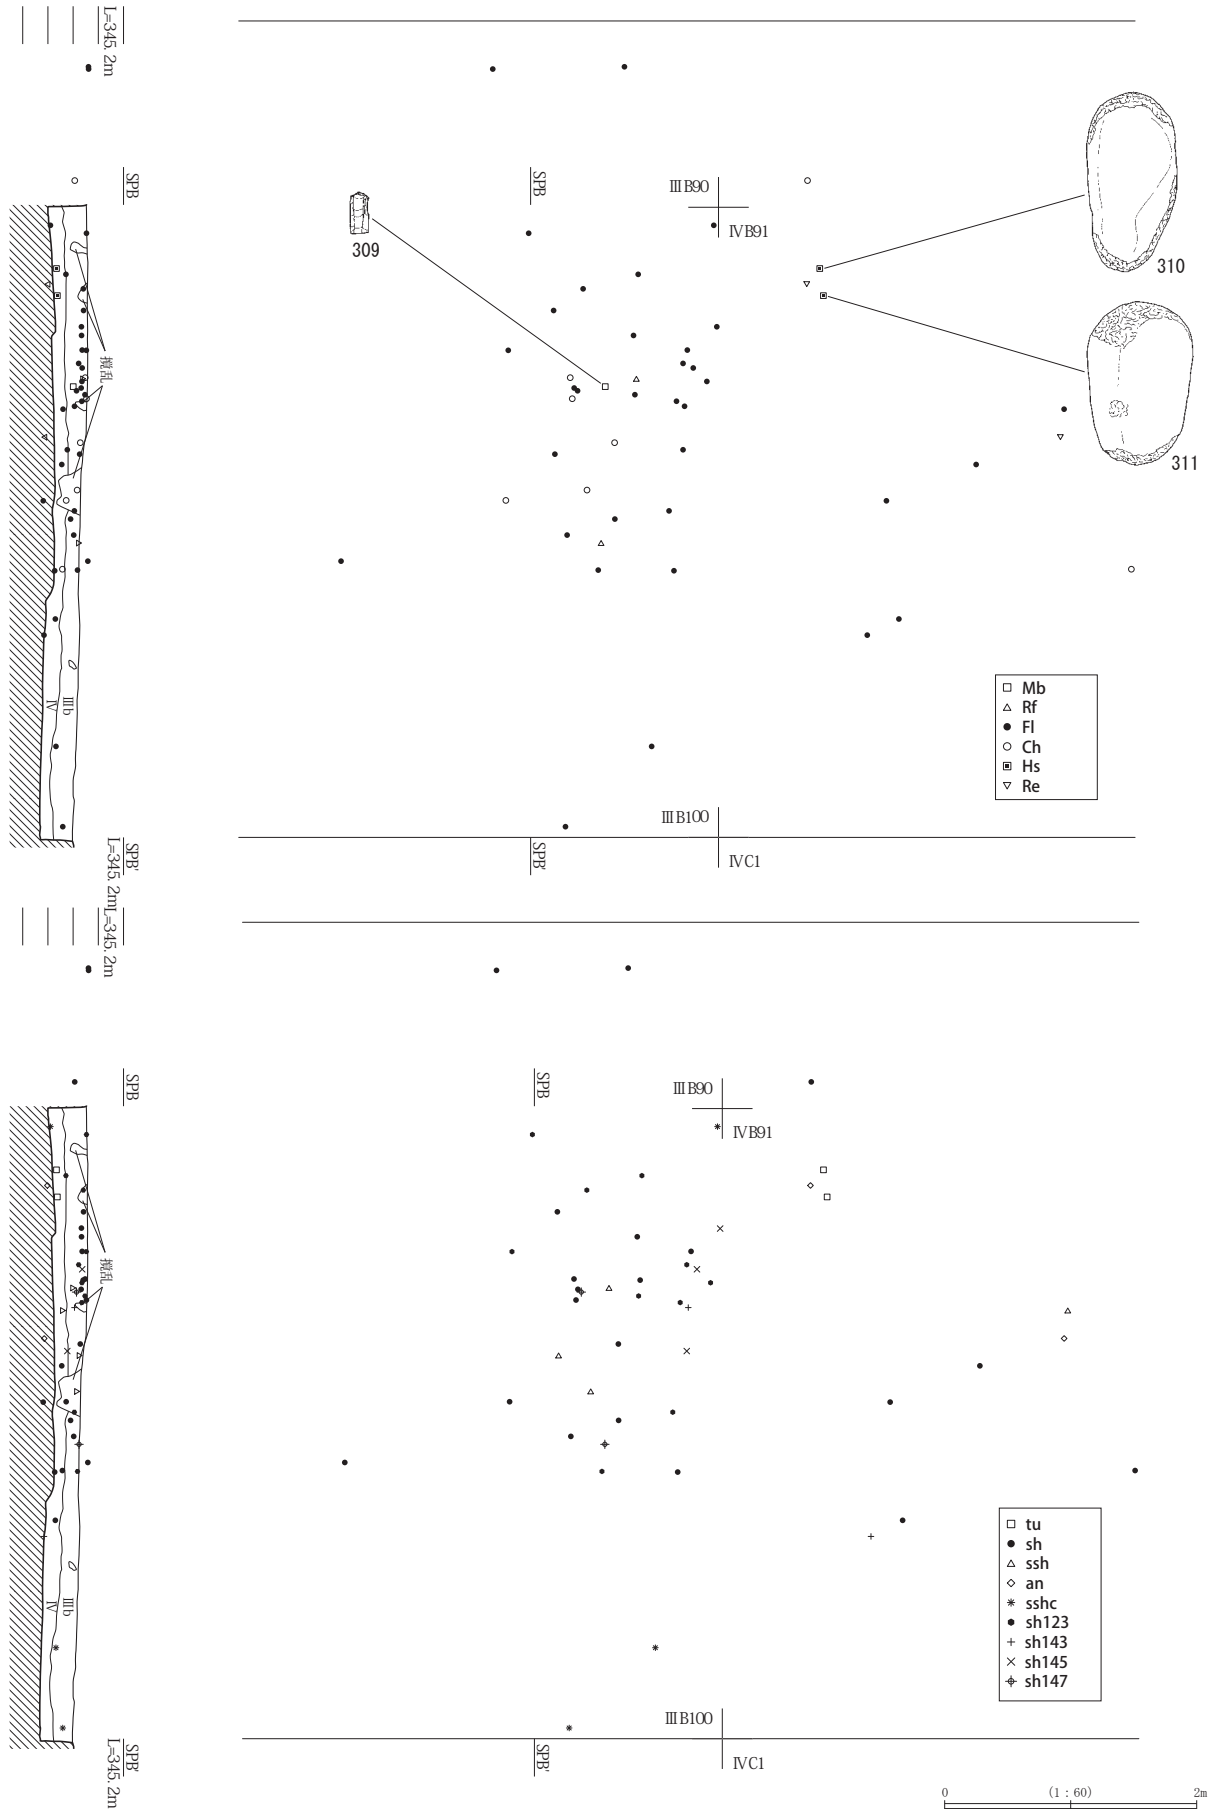 L=345.2m
SPB
SPB
ⅢB90
ⅣB91
309
310
311
攪乱
Ⅲb
Ⅳ
Mb
Rf
Fl
Ch
Hs
Re
ⅢB100
ⅣC1
SPB'
SPB'
L=345.2m
L=345.2m
SPB
SPB
ⅢB90
ⅣB91
攪乱
Ⅲb
Ⅳ
tu
sh
ssh
an
sshc
sh123
sh143
sh145
sh147
ⅢB100
ⅣC1
SPB'
SPB'
L=345.2m
0 (1:60) 2m